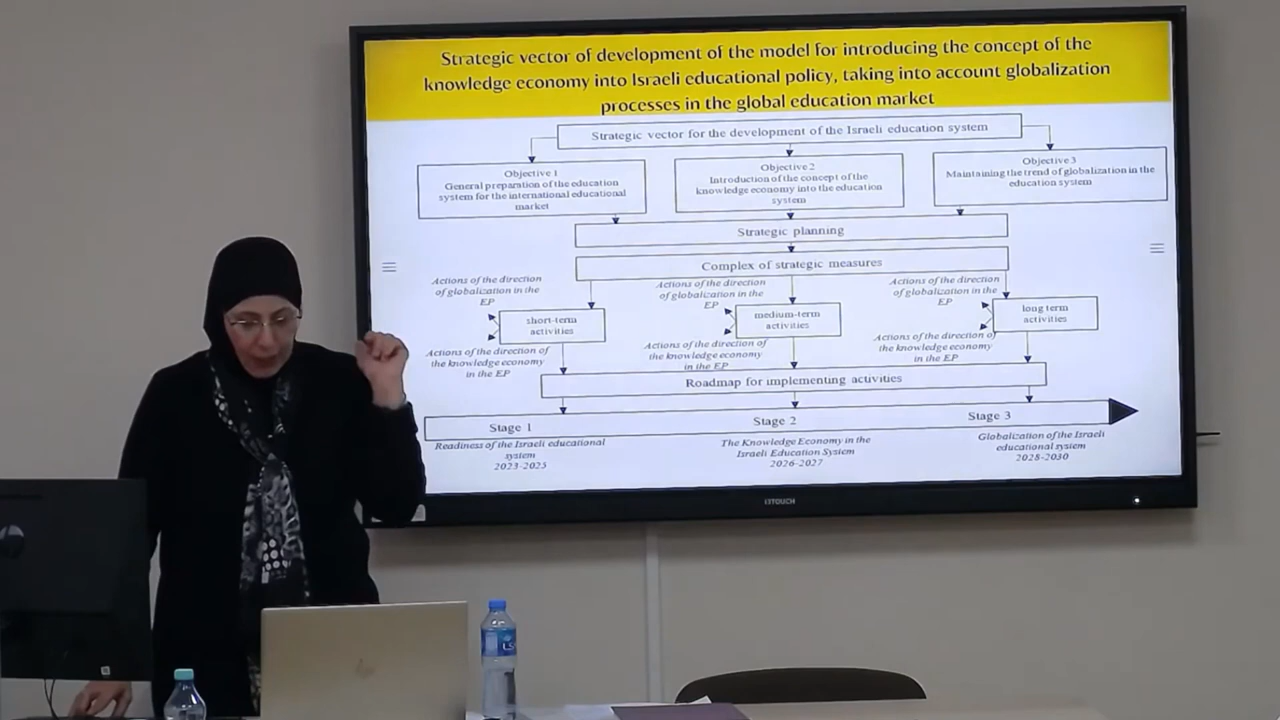 Strategic vector of development of the model for introducing the concept of the
knowledge economy into Israeli educational policy, taking into account globalization
processes in the global education market
Strategic vector for the development of the Israeli education system
Objective 1
General preparation of the education
system for the international educational
market
Objective 2
Introduction of the concept of the
knowledge economy into the education
system
Objective 3
Maintaining the trend of globalization in the
education system
Strategic planning
Complex of strategic measures
Actions of the direction
of globalization in the
EP
short-term
activities
Actions of the direction of
the knowledge economy
in the EP
Actions of the direction
of globalization in the
EP
medium-term
activities
Actions of the direction of
the knowledge economy
in the EP
Actions of the direction
of globalization in the
EP
long term
activities
Actions of the direction of
the knowledge economy
in the EP
Roadmap for implementing activities
Stage 1
Stage 2
Stage 3
Readiness of the Israeli educational
system
2023-2025
The Knowledge Economy in the
Israeli Education System
2026-2027
Globalization of the Israeli
educational system
2028-2030